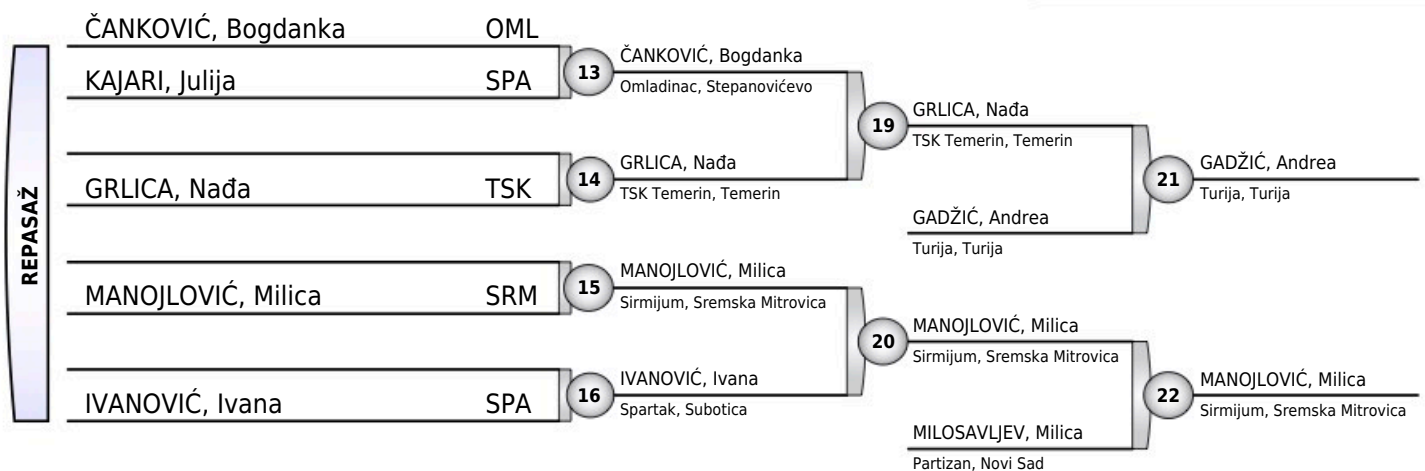 REPASAŽ
ČANKOVIĆ, Bogdanka OML
KAJARI, Julija SPA
GRLICA, Nađa TSK
MANOJLOVIĆ, Milica SRM
IVANOVIĆ, Ivana SPA
13
ČANKOVIĆ, Bogdanka
Omladinac, Stepanovićevo
14
GRLICA, Nađa
TSK Temerin, Temerin
15
MANOJLOVIĆ, Milica
Sirmijum, Sremska Mitrovica
16
IVANOVIĆ, Ivana
Spartak, Subotica
19
GRLICA, Nađa
TSK Temerin, Temerin
GADŽIĆ, Andrea
Turija, Turija
20
MANOJLOVIĆ, Milica
Sirmijum, Sremska Mitrovica
MILOSAVLJEV, Milica
Partizan, Novi Sad
21
GADŽIĆ, Andrea
Turija, Turija
22
MANOJLOVIĆ, Milica
Sirmijum, Sremska Mitrovica